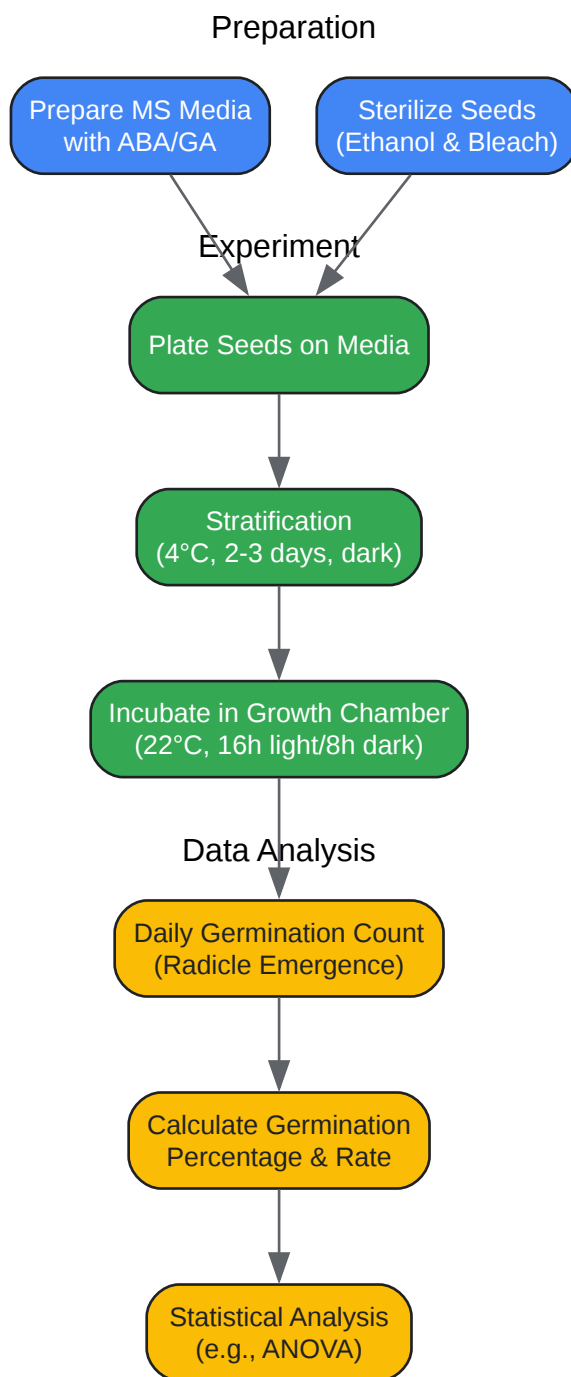 Preparation
Prepare MS Media
with ABA/GA
Sterilize Seeds
(Ethanol & Bleach)
Experiment
Plate Seeds on Media
Stratification
(4°C, 2-3 days, dark)
Incubate in Growth Chamber
(22°C, 16h light/8h dark)
Data Analysis
Daily Germination Count
(Radicle Emergence)
Calculate Germination
Percentage & Rate
Statistical Analysis
(e.g., ANOVA)